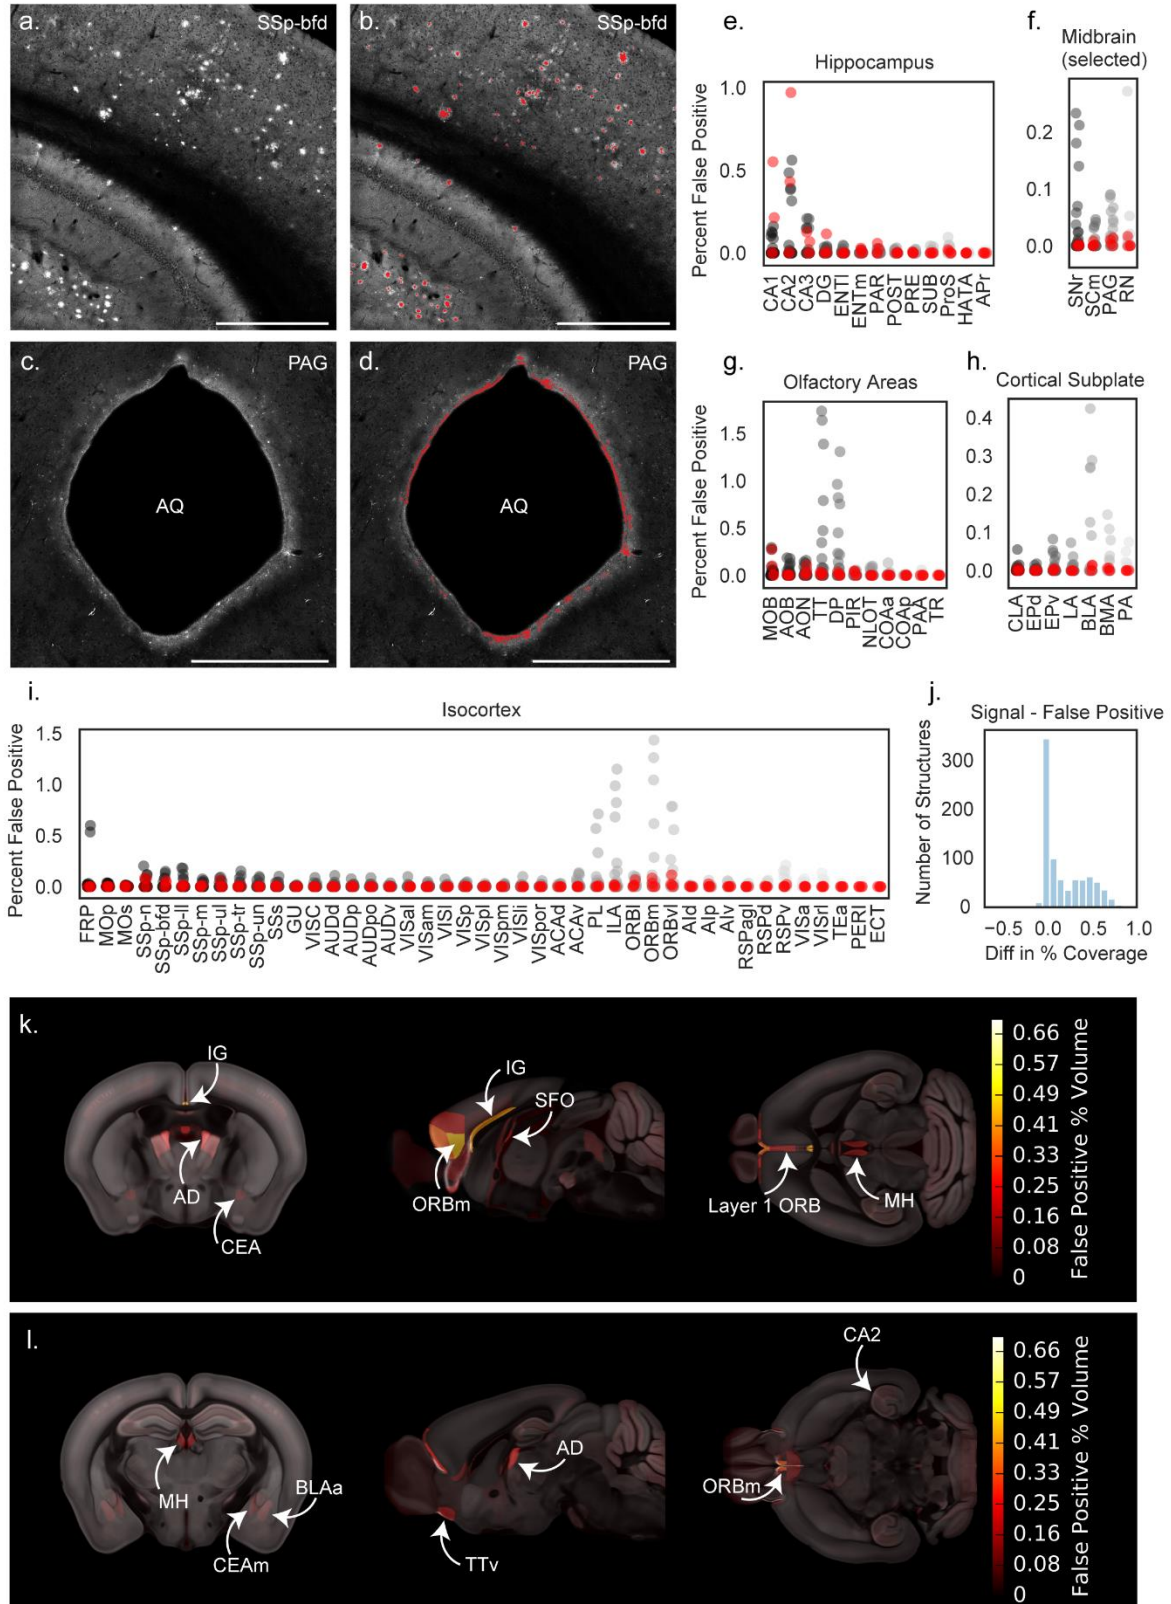 a.
SSp-bfd
b.
SSp-bfd
c.
PAG
AQ
d.
PAG
AQ
e.
Hippocampus
Percent False Positive
1.0
0.5
0.0
CA1
CA2
CA3
DG
ENTl
ENTm
PAR
POST
PRE
SUB
ProS
HATA
APr
f.
Midbrain
(selected)
0.2
0.1
0.0
SNr
SCm
PAG
RN
g.
Olfactory Areas
Percent False Positive
1.5
1.0
0.5
0.0
MOB
AOB
AON
TT
DP
PIR
NLOT
COAa
COAp
PAA
TR
h.
Cortical Subplate
0.4
0.3
0.2
0.1
0.0
CLA
EPd
EPv
LA
BLA
BMA
PA
i.
Isocortex
Percent False Positive
1.5
1.0
0.5
0.0
FRP
MOp
MOs
SSp-n
SSp-bfd
SSp-ll
SSp-m
SSp-ul
SSp-tr
SSp-un
SSs
GU
VISC
AUDd
AUDp
AUDpo
AUDv
VISal
VISam
VISl
VISp
VISpl
VISpm
VISli
VISpor
ACAd
ACAv
PL
ILA
ORBl
ORBm
ORBvl
AId
AIp
AIv
RSPagl
RSPd
RSPv
VISa
VISrl
TEa
PERI
ECT
j.
Signal - False Positive
Number of Structures
300
200
100
0
−0.5 0.0 0.5 1.0
Diff in % Coverage
k.
IG
AD
CEA
IG
SFO
ORBm
Layer 1 ORB
MH
0.66
0.57
0.49
0.41
0.33
0.25
0.16
0.08
0
False Positive % Volume
l.
MH
BLAa
CEAm
AD
TTv
CA2
ORBm
0.66
0.57
0.49
0.41
0.33
0.25
0.16
0.08
0
False Positive % Volume